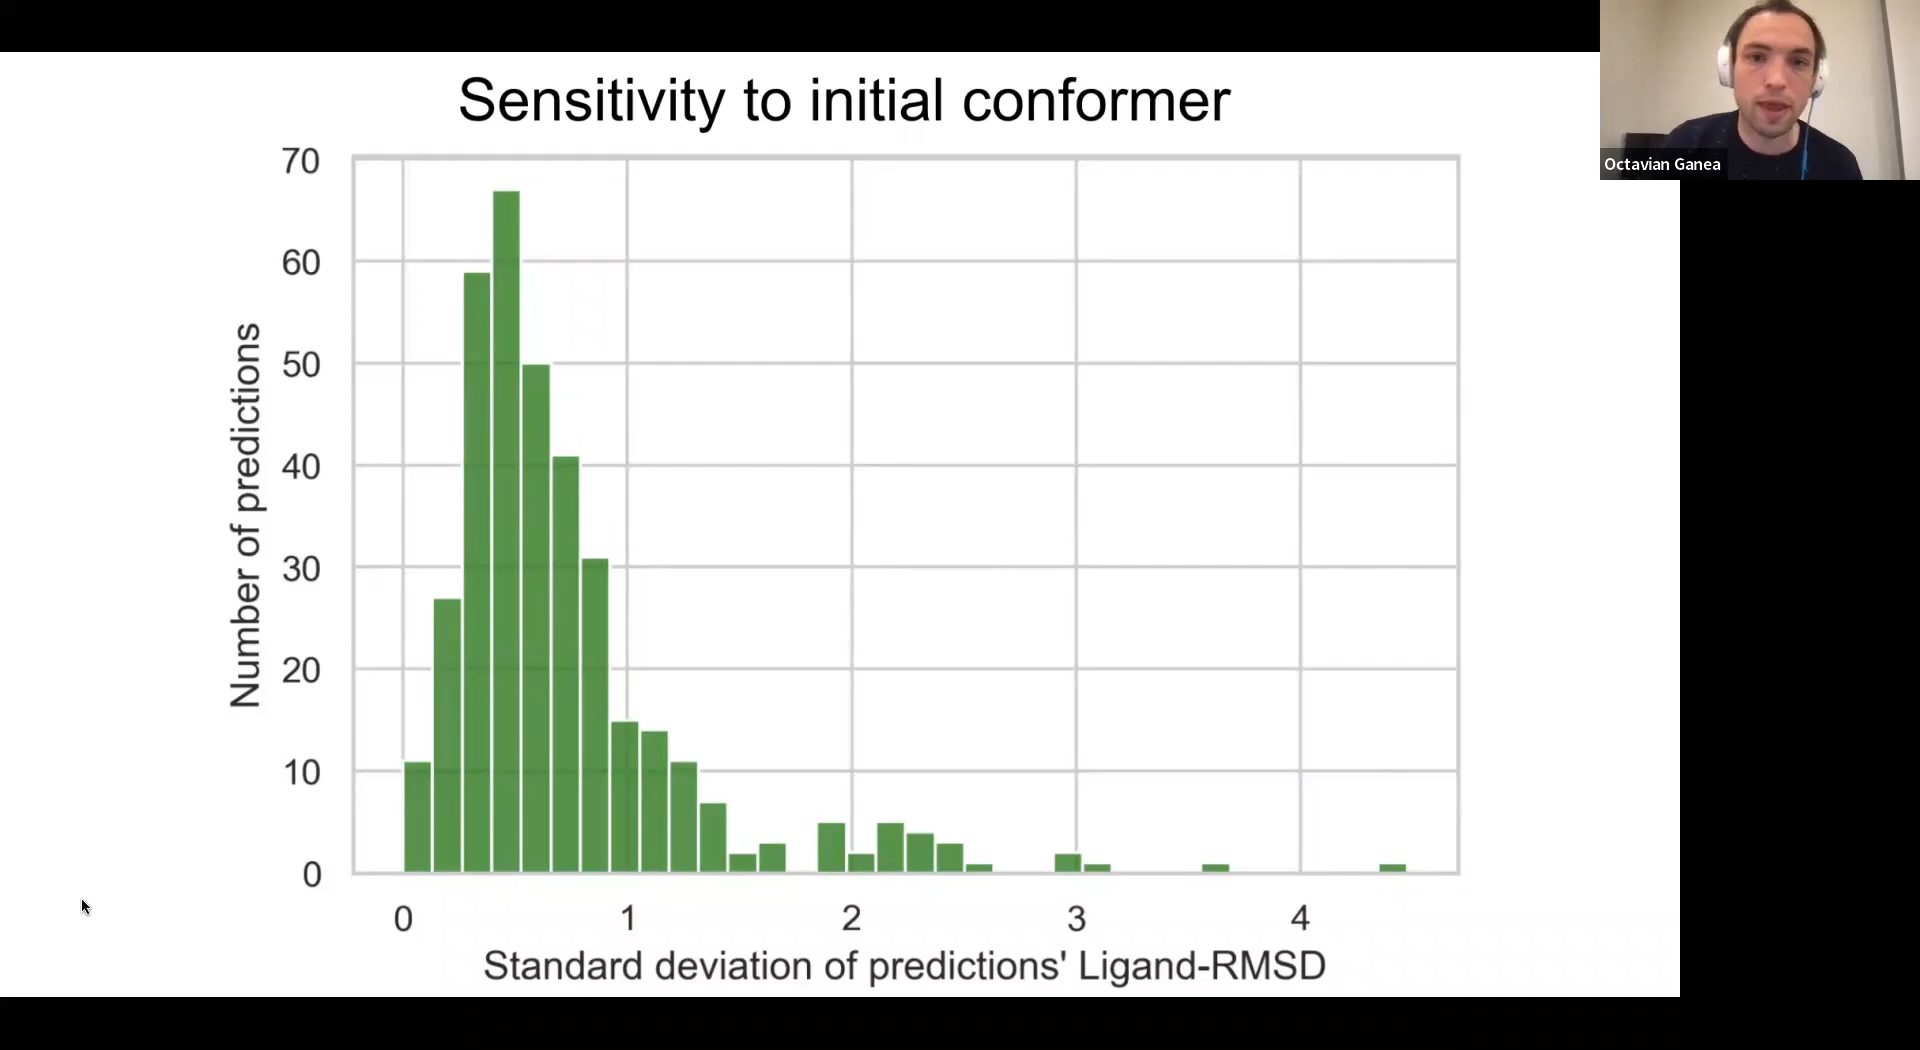 Sensitivity to initial conformer
Octavian Ganea
70
60
50
40
30
20
10
0
Number of predictions
0 1 2 3 4
Standard deviation of predictions' Ligand-RMSD